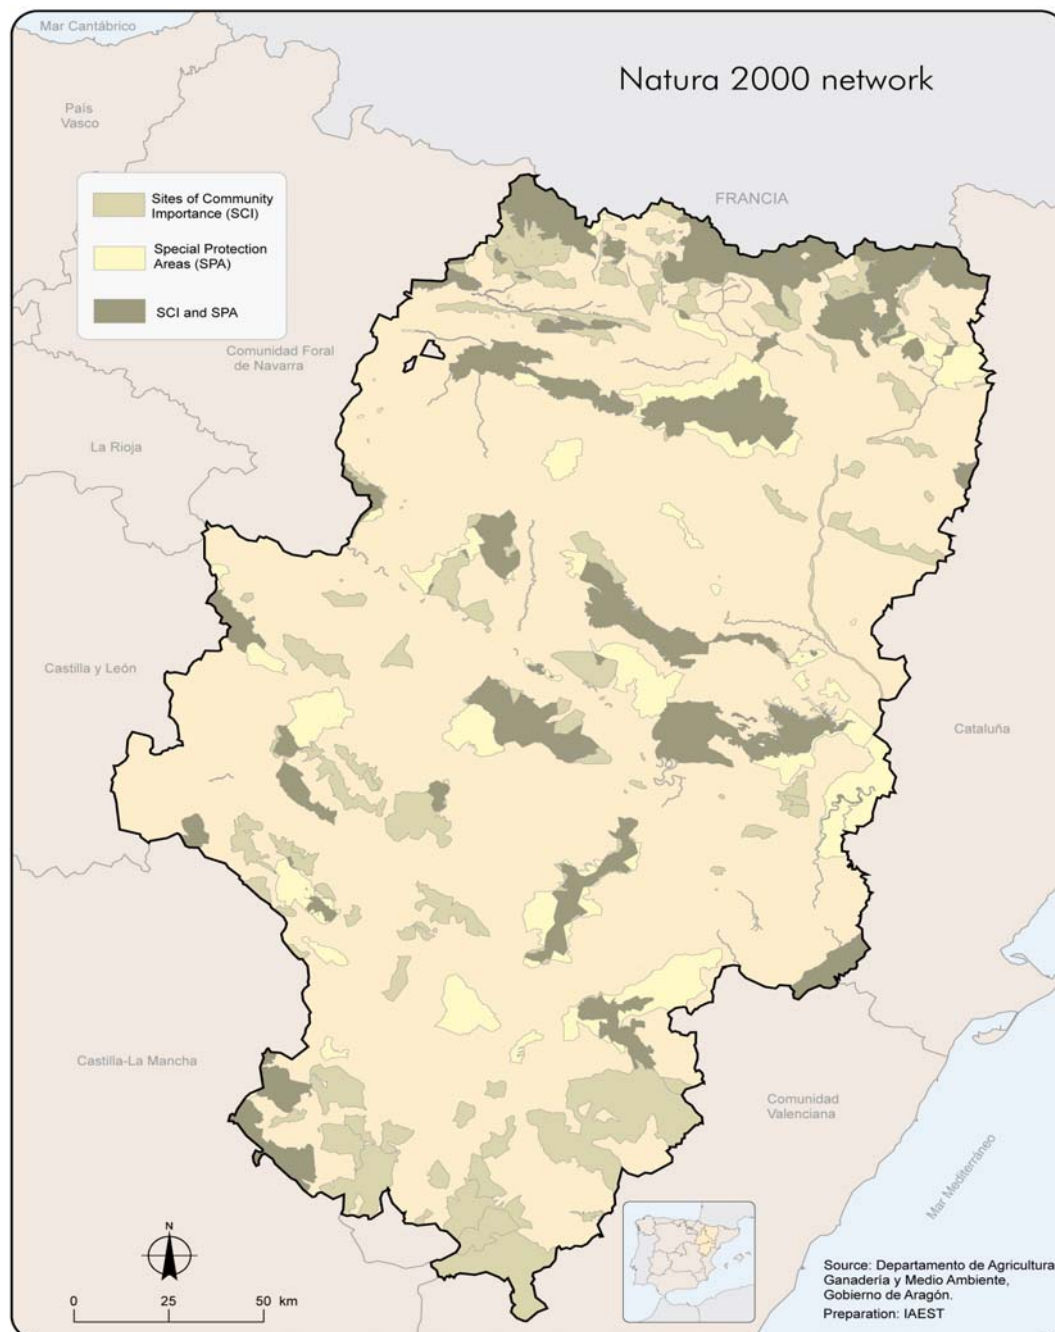 Mar Cantábrico
Natura 2000 network
País
Vasco
Sites of Community
Importance (SCI)
FRANCIA
Special Protection
Areas (SPA)
SCI and SPA
Comunidad Foral
de Navarra
La Rioja
Castilla y León
Cataluña
Castilla-La Mancha
Comunidad
Valenciana
Mar Mediterráneo
N
Source: Departamento de Agricultura
Ganadería y Medio Ambiente,
Gobierno de Aragón.
Preparation: IAEST
0 25 50 km